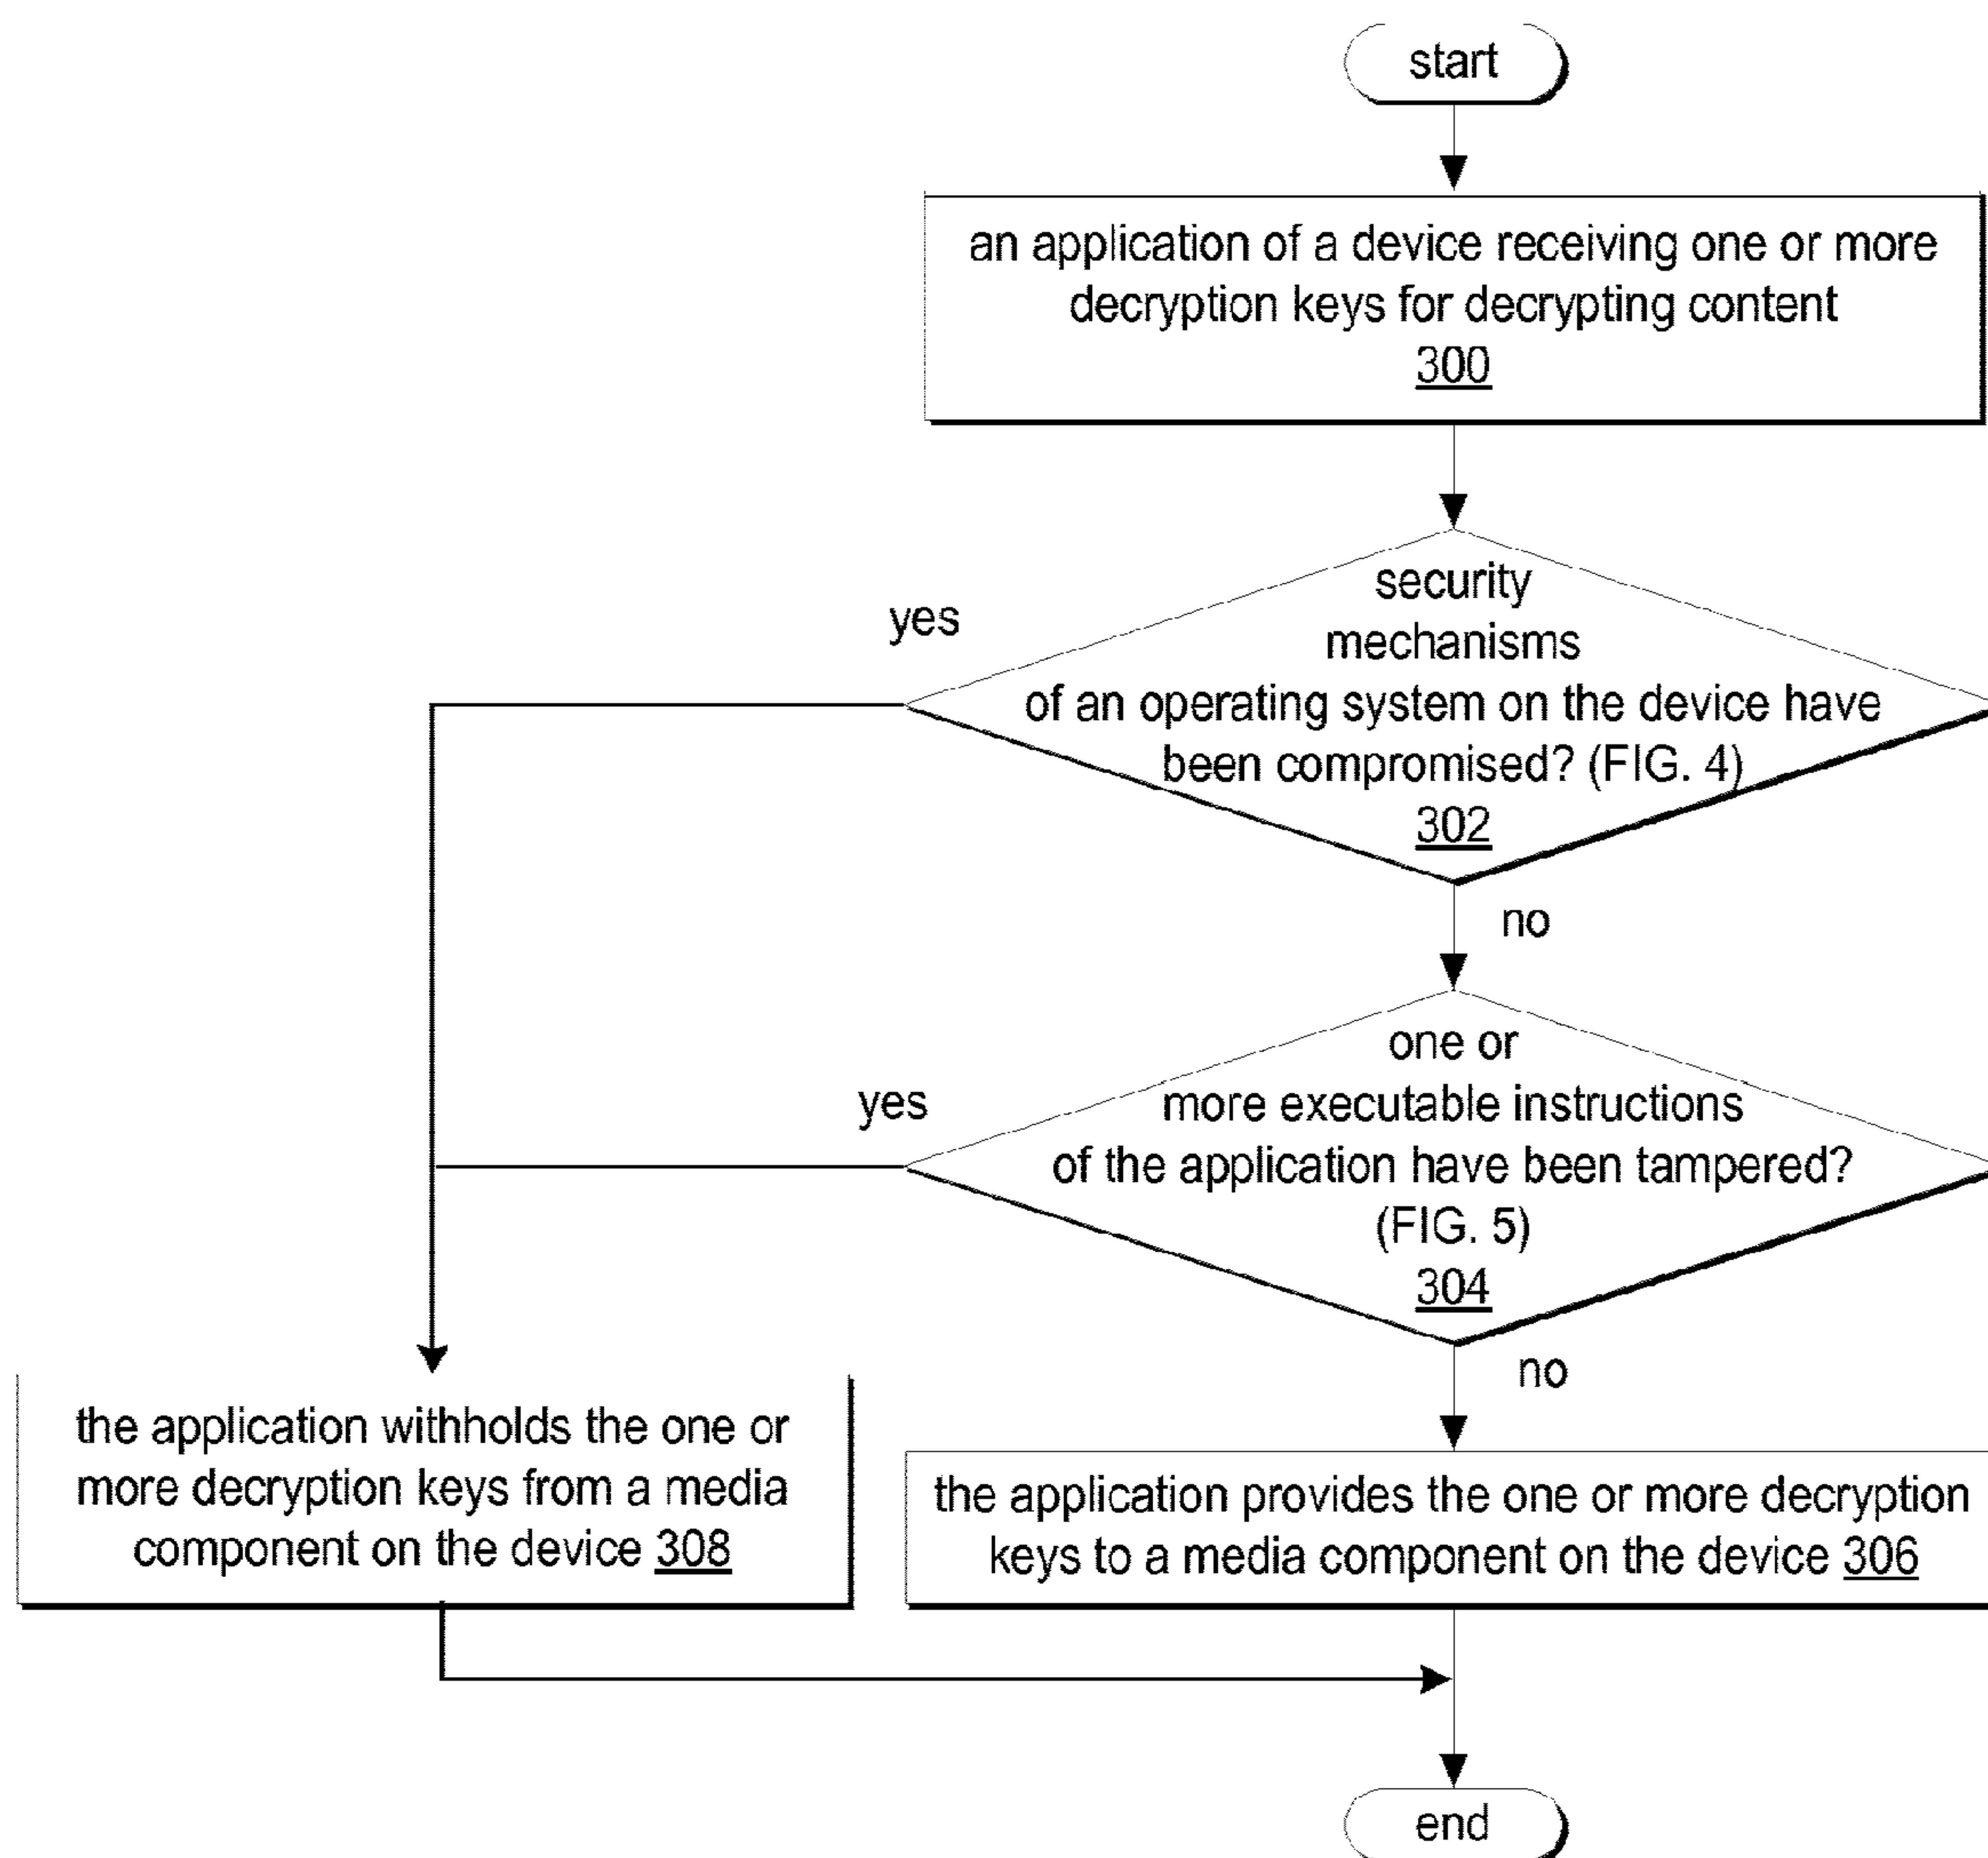 start
an application of a device receiving one or more
decryption keys for decrypting content
300
yes
security
mechanisms
of an operating system on the device have
been compromised? (FIG. 4)
302
no
yes
one or
more executable instructions
of the application have been tampered?
(FIG. 5)
304
no
the application withholds the one or
more decryption keys from a media
component on the device 308
the application provides the one or more decryption
keys to a media component on the device 306
end